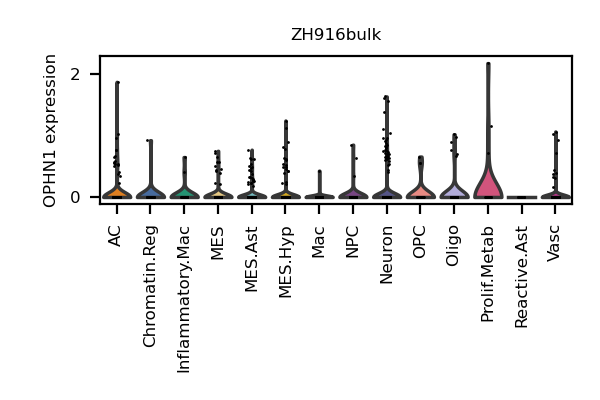 ZH916bulk
OPHN1 expression
2
0
AC
Chromatin.Reg
Inflammatory.Mac
MES
MES.Ast
MES.Hyp
Mac
NPC
Neuron
OPC
Oligo
Prolif.Metab
Reactive.Ast
Vasc